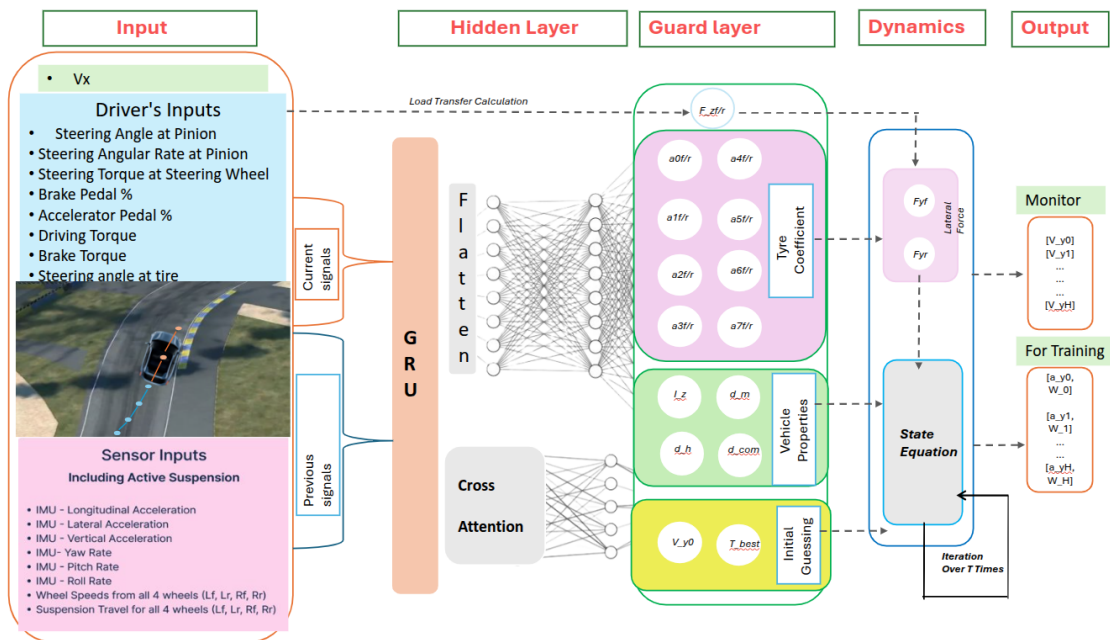 Input
Hidden Layer
Guard layer
Dynamics
Output
• Vx
Driver's Inputs
• Steering Angle at Pinion
• Steering Angular Rate at Pinion
• Steering Torque at Steering Wheel
• Brake Pedal %
• Accelerator Pedal %
• Driving Torque
• Brake Torque
• Steering angle at tire
Sensor Inputs
Including Active Suspension
• IMU - Longitudinal Acceleration
• IMU - Lateral Acceleration
• IMU - Vertical Acceleration
• IMU- Yaw Rate
• IMU - Pitch Rate
• IMU - Roll Rate
• Wheel Speeds from all 4 wheels (Lf, Lr, Rf, Rr)
• Suspension Travel for all 4 wheels (Lf, Lr, Rf, Rr)
Current
signals
Previous
signals
Load Transfer Calculation
G
R
U
F
l
a
t
t
e
n
Cross
Attention
F_zf/r
a0f/r
a4f/r
a1f/r
a5f/r
a2f/r
a6f/r
a3f/r
a7f/r
Tyre
Coefficient
I_z
d_m
d_h
d_com
Vehicle
Properties
V_y0
T_best
Initial
Guessing
Fyf
Fyr
Lateral
Force
State
Equation
Iteration
Over T Times
Monitor
[V_y0]
[V_y1]
...
...
...
[V_yH]
For Training
[a_y0,
W_0]
[a_y1,
W_1]
...
...
[a_yH,
W_H]